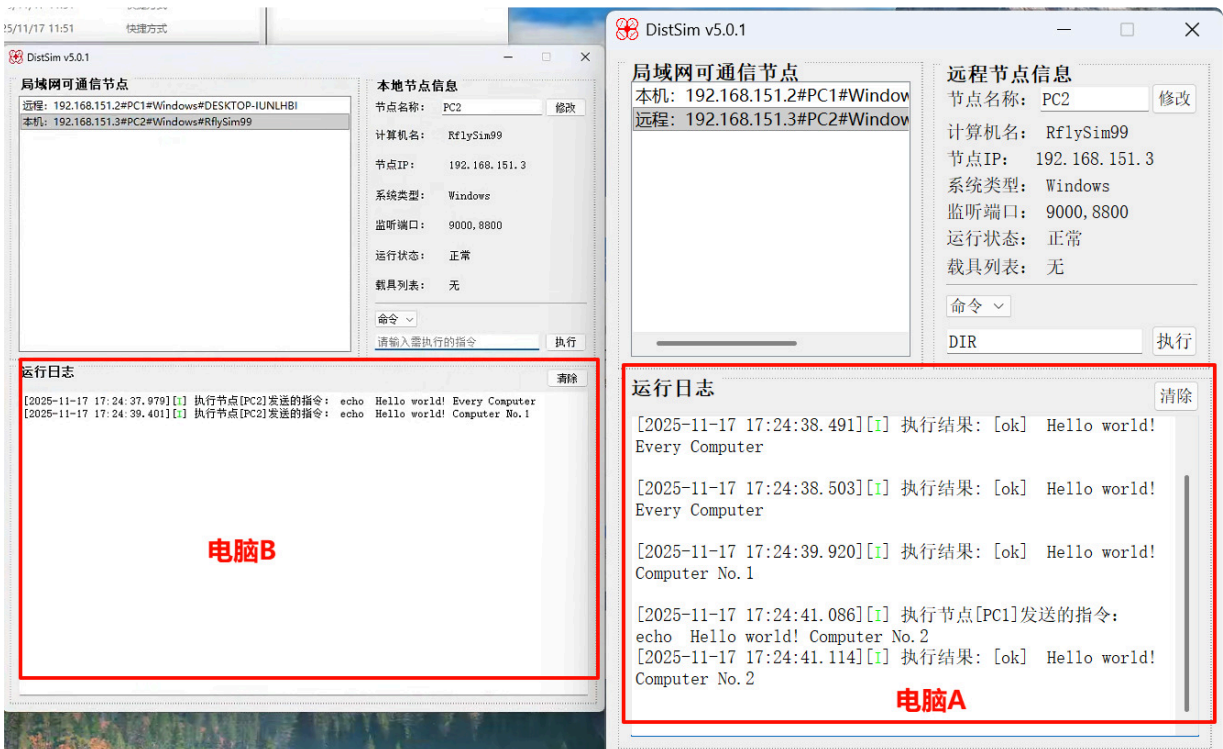 25/11/17 11:51
快捷方式
DistSim v5.0.1
局域网可通信节点
远程: 192.168.151.2#PC1#Windows#DESKTOP-IUNLHBI
本机: 192.168.151.3#PC2#Windows#RflySim99
本地节点信息
节点名称: PC2 修改
计算机名: RflySim99
节点IP: 192.168.151.3
系统类型: Windows
监听端口: 9000,8800
运行状态: 正常
载具列表: 无
命令
请输入需执行的指令 执行
运行日志
清除
[2025-11-17 17:24:37.979][I] 执行节点[PC2]发送的指令: echo Hello world! Every Computer
[2025-11-17 17:24:39.401][I] 执行节点[PC2]发送的指令: echo Hello world! Computer No.1
电脑B
DistSim v5.0.1
局域网可通信节点
本机: 192.168.151.2#PC1#Window
远程: 192.168.151.3#PC2#Window
远程节点信息
节点名称: PC2 修改
计算机名: RflySim99
节点IP: 192.168.151.3
系统类型: Windows
监听端口: 9000,8800
运行状态: 正常
载具列表: 无
命令
DIR 执行
运行日志
清除
[2025-11-17 17:24:38.491][I] 执行结果: [ok] Hello world!
Every Computer
[2025-11-17 17:24:38.503][I] 执行结果: [ok] Hello world!
Every Computer
[2025-11-17 17:24:39.920][I] 执行结果: [ok] Hello world!
Computer No.1
[2025-11-17 17:24:41.086][I] 执行节点[PC1]发送的指令:
echo Hello world! Computer No.2
[2025-11-17 17:24:41.114][I] 执行结果: [ok] Hello world!
Computer No.2
电脑A